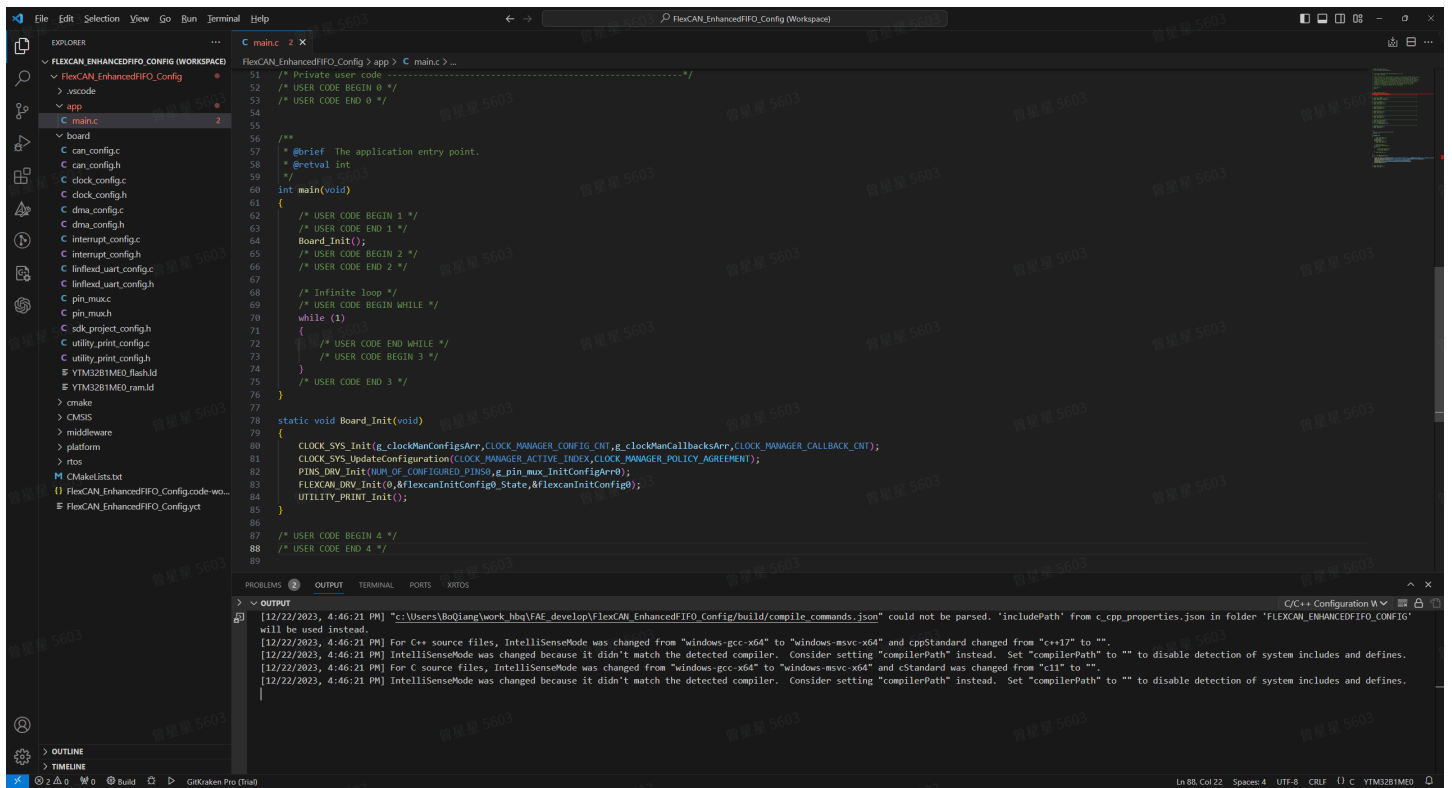 File Edit Selection View Go Run Terminal Help
FlexCAN_EnhancedFIFO_Config (Workspace)
EXPLORER
FLEXCAN_ENHANCEDFIFO_CONFIG (WORKSPACE)
FlexCAN_EnhancedFIFO_Config
.vscode
app
C main.c 2
board
C can_config.c
C can_config.h
C clock_config.c
C clock_config.h
C dma_config.c
C dma_config.h
C interrupt_config.c
C interrupt_config.h
C linflexd_uart_config.c
C linflexd_uart_config.h
C pin_mux.c
C pin_mux.h
C sdk_project_config.h
C utility_print_config.c
C utility_print_config.h
YTM32B1ME0_flash.ld
YTM32B1ME0_ram.ld
cmake
CMSIS
middleware
platform
rtos
M CMakeLists.txt
{} FlexCAN_EnhancedFIFO_Config.code-wo...
FlexCAN_EnhancedFIFO_Config.yct
OUTLINE
TIMELINE
C main.c 2 ×
FlexCAN_EnhancedFIFO_Config > app > C main.c > ...
51 /* Private user code ---------------------------------------------------------*/
52 /* USER CODE BEGIN 0 */
53 /* USER CODE END 0 */
54
55
56 /**
57 * @brief The application entry point.
58 * @retval int
59 */
60 int main(void)
61 {
62 /* USER CODE BEGIN 1 */
63 /* USER CODE END 1 */
64 Board_Init();
65 /* USER CODE BEGIN 2 */
66 /* USER CODE END 2 */
67
68 /* Infinite loop */
69 /* USER CODE BEGIN WHILE */
70 while (1)
71 {
72 /* USER CODE END WHILE */
73 /* USER CODE BEGIN 3 */
74 }
75 /* USER CODE END 3 */
76 }
77
78 static void Board_Init(void)
79 {
80 CLOCK_SYS_Init(g_clockManConfigsArr,CLOCK_MANAGER_CONFIG_CNT,g_clockManCallbacksArr,CLOCK_MANAGER_CALLBACK_CNT);
81 CLOCK_SYS_UpdateConfiguration(CLOCK_MANAGER_ACTIVE_INDEX,CLOCK_MANAGER_POLICY_AGREEMENT);
82 PINS_DRV_Init(NUM_OF_CONFIGURED_PINS0,g_pin_mux_InitConfigArr0);
83 FLEXCAN_DRV_Init(0,&flexcanInitConfig0_State,&flexcanInitConfig0);
84 UTILITY_PRINT_Init();
85 }
86
87 /* USER CODE BEGIN 4 */
88 /* USER CODE END 4 */
89
PROBLEMS 2 OUTPUT TERMINAL PORTS XRTOS
OUTPUT
C/C++ Configuration W
[12/22/2023, 4:46:21 PM] "c:\Users\BoQiang\work_hbq\FAE_develop\FlexCAN_EnhancedFIFO_Config/build/compile_commands.json" could not be parsed. 'includePath' from c_cpp_properties.json in folder 'FLEXCAN_ENHANCEDFIFO_CONFIG'
will be used instead.
[12/22/2023, 4:46:21 PM] For C++ source files, IntelliSenseMode was changed from "windows-gcc-x64" to "windows-msvc-x64" and cppStandard changed from "c++17" to "".
[12/22/2023, 4:46:21 PM] IntelliSenseMode was changed because it didn't match the detected compiler. Consider setting "compilerPath" instead. Set "compilerPath" to "" to disable detection of system includes and defines.
[12/22/2023, 4:46:21 PM] For C source files, IntelliSenseMode was changed from "windows-gcc-x64" to "windows-msvc-x64" and cStandard was changed from "c11" to "".
[12/22/2023, 4:46:21 PM] IntelliSenseMode was changed because it didn't match the detected compiler. Consider setting "compilerPath" instead. Set "compilerPath" to "" to disable detection of system includes and defines.
2 0 0 Build GitKraken Pro (Trial)
Ln 88, Col 22 Spaces: 4 UTF-8 CRLF {} C YTM32B1ME0
曾星星 5603